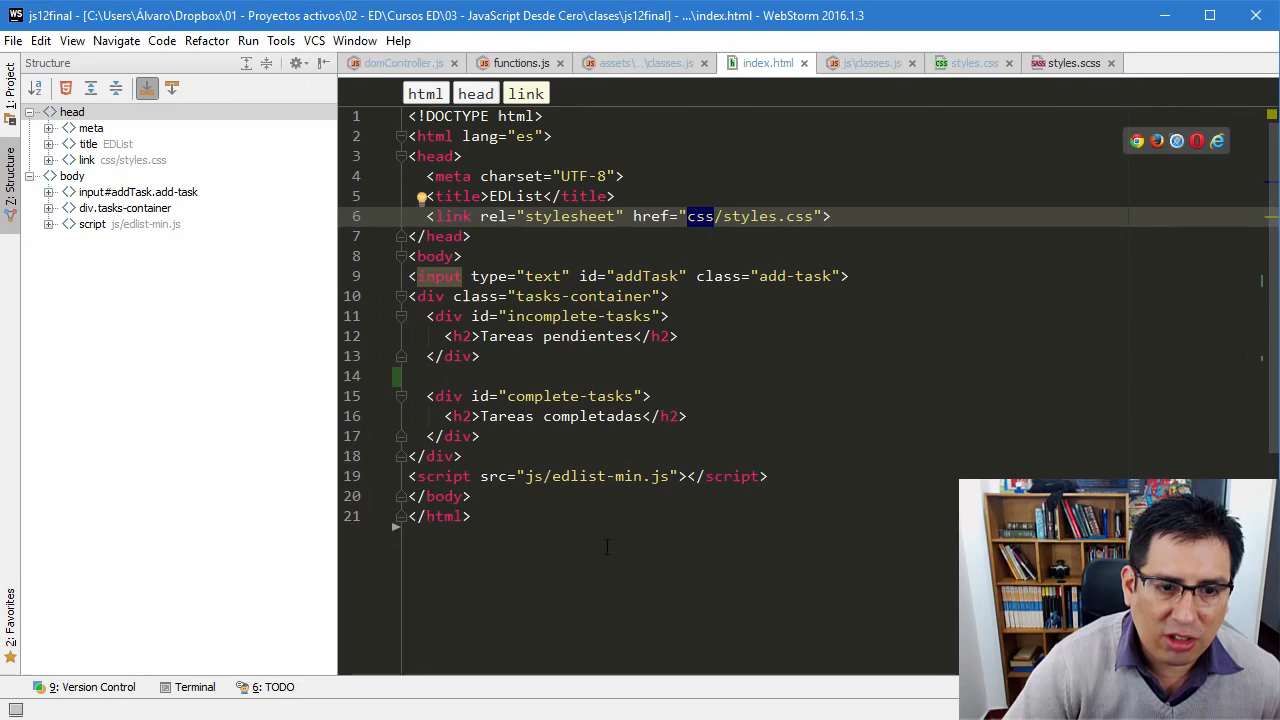 WS js12final - [C:\Users\Álvaro\Dropbox\01 - Proyectos activos\02 - ED\Cursos ED\03 - JavaScript Desde Cero\clases\js12final] - ...\index.html - WebStorm 2016.1.3
File Edit View Navigate Code Refactor Run Tools VCS Window Help
Structure
domController.js functions.js assets\...\classes.js index.html js\classes.js styles.css styles.scss
html head link
1: Project
Z: Structure
2: Favorites
head
meta
title EDList
link css/styles.css
body
input#addTask.add-task
div.tasks-container
script js/edlist-min.js
1 <!DOCTYPE html>
2 <html lang="es">
3 <head>
4 <meta charset="UTF-8">
5 <title>EDList</title>
6 <link rel="stylesheet" href="css/styles.css">
7 </head>
8 <body>
9 <input type="text" id="addTask" class="add-task">
10 <div class="tasks-container">
11 <div id="incomplete-tasks">
12 <h2>Tareas pendientes</h2>
13 </div>
14
15 <div id="complete-tasks">
16 <h2>Tareas completadas</h2>
17 </div>
18 </div>
19 <script src="js/edlist-min.js"></script>
20 </body>
21 </html>
9: Version Control Terminal 6: TODO